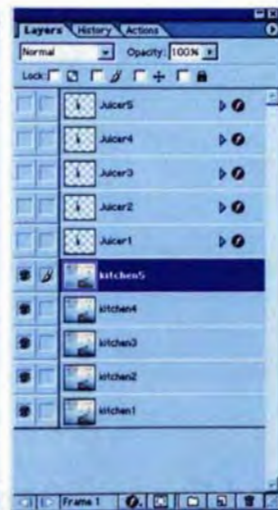 Layers History Actions
Normal Opacity: 100%
Lock:
Juicer5
Juicer4
Juicer3
Juicer2
Juicer1
kitchen5
kitchen4
kitchen3
kitchen2
kitchen1
Frame 1